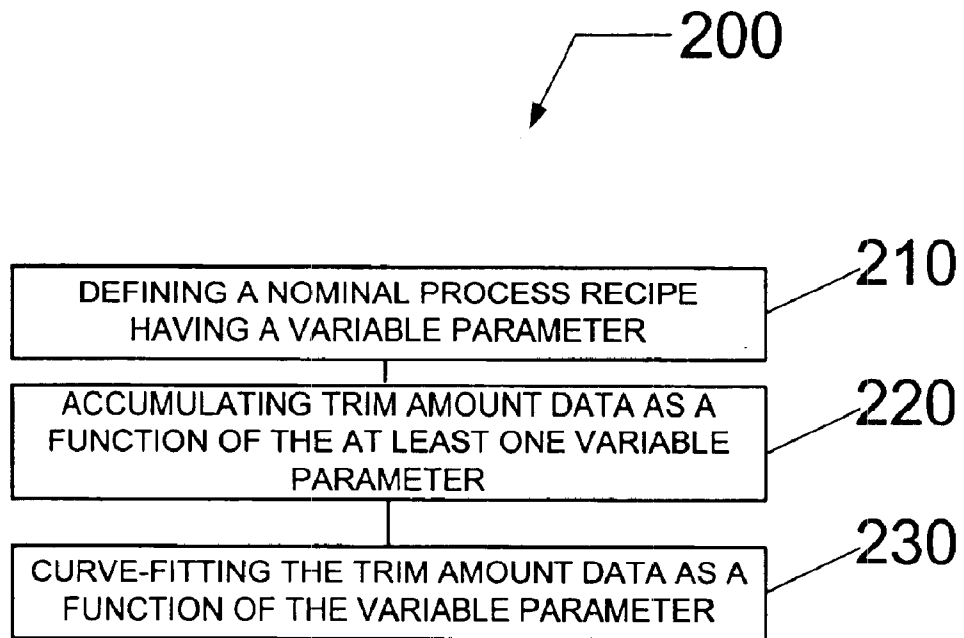 200
210
DEFINING A NOMINAL PROCESS RECIPE
HAVING A VARIABLE PARAMETER
220
ACCUMULATING TRIM AMOUNT DATA AS A
FUNCTION OF THE AT LEAST ONE VARIABLE
PARAMETER
230
CURVE-FITTING THE TRIM AMOUNT DATA AS A
FUNCTION OF THE VARIABLE PARAMETER